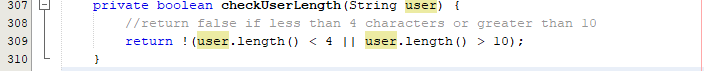 307 private boolean checkUserLength(String user) {
308 //return false if less than 4 characters or greater than 10
309 return !(user.length() < 4 || user.length() > 10);
310 }